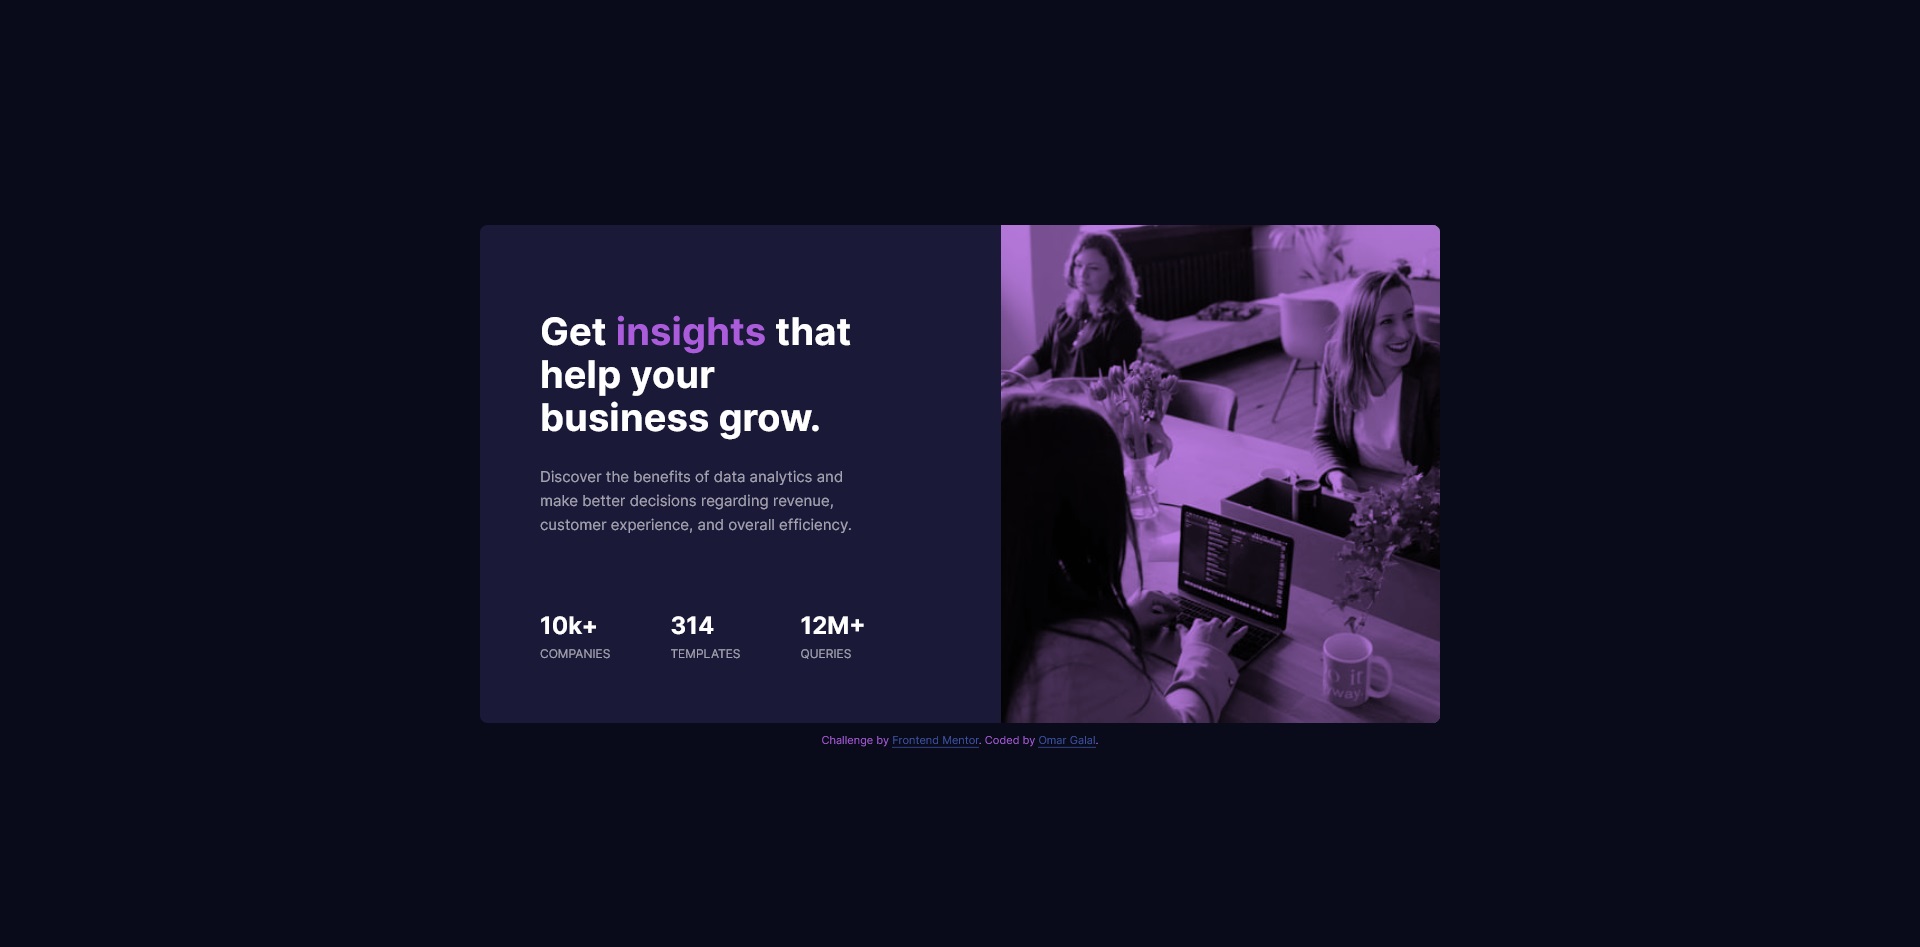 Get insights that
help your
business grow.
Discover the benefits of data analytics and
make better decisions regarding revenue,
customer experience, and overall efficiency.
10k+ 314 12M+
COMPANIES TEMPLATES QUERIES
Challenge by Frontend Mentor. Coded by Omar Galal.